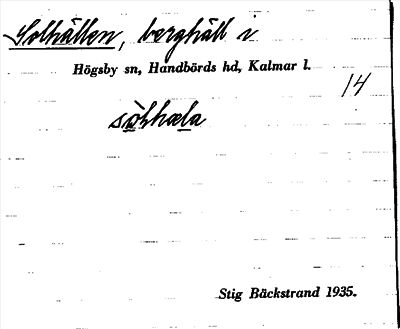 Solhällen, berghäll i
Högsby sn, Handbörds hd, Kalmar l.
14
Stig Bäckstrand 1935.